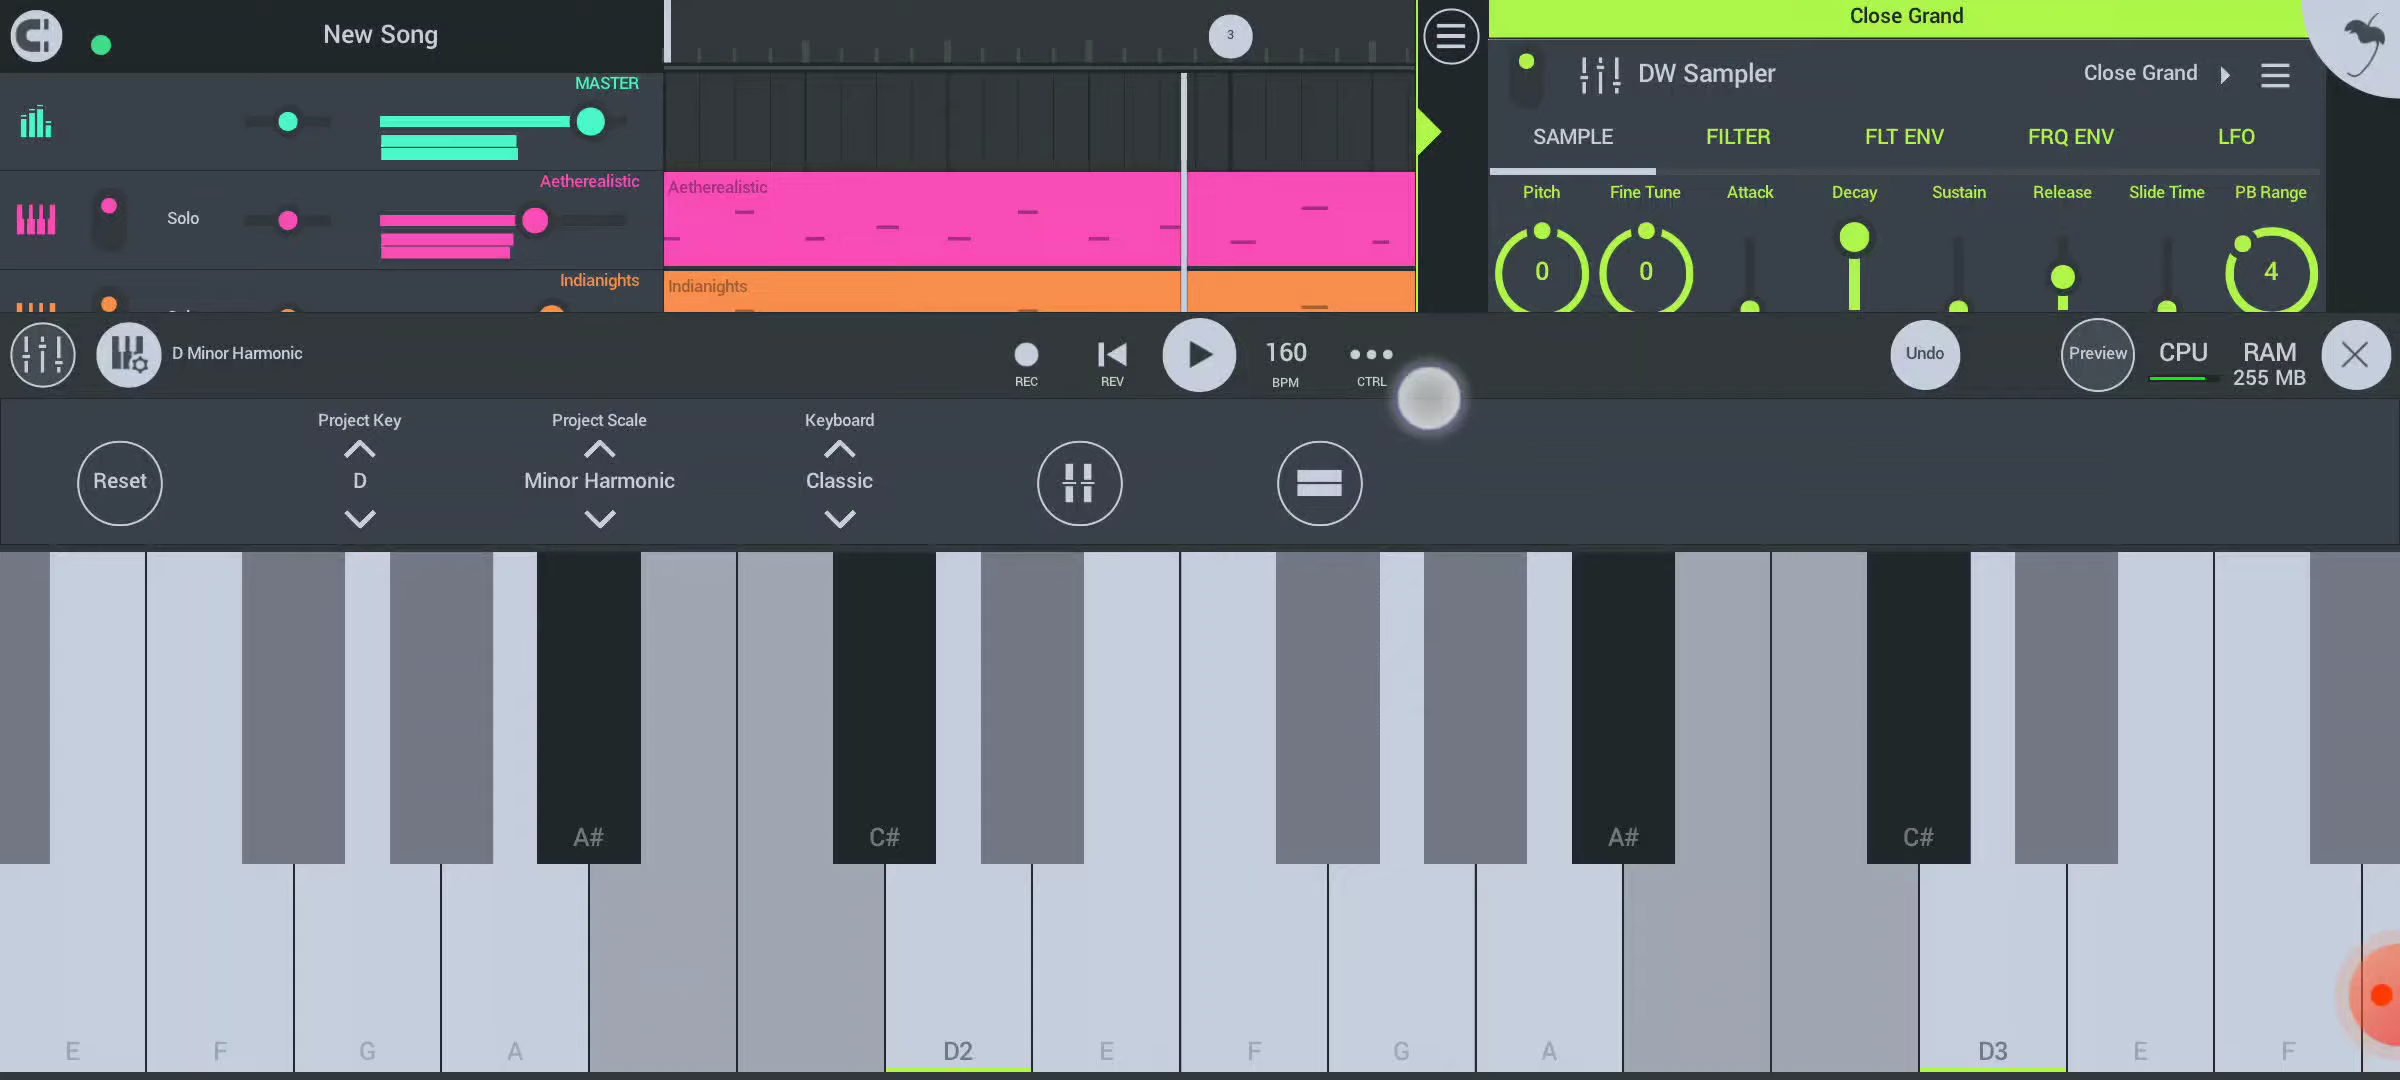 New Song
3
Close Grand
MASTER
DW Sampler
Close Grand
SAMPLE
FILTER
FLT ENV
FRQ ENV
LFO
Aetherealistic
Aetherealistic
Solo
Pitch
Fine Tune
Attack
Decay
Sustain
Release
Slide Time
PB Range
0
0
4
Indianights
Indianights
D Minor Harmonic
REC
REV
160
BPM
CTRL
Undo
Preview
CPU
RAM
255 MB
Project Key
Project Scale
Keyboard
Reset
D
Minor Harmonic
Classic
A#
C#
A#
C#
E
F
G
A
D2
E
F
G
A
D3
E
F